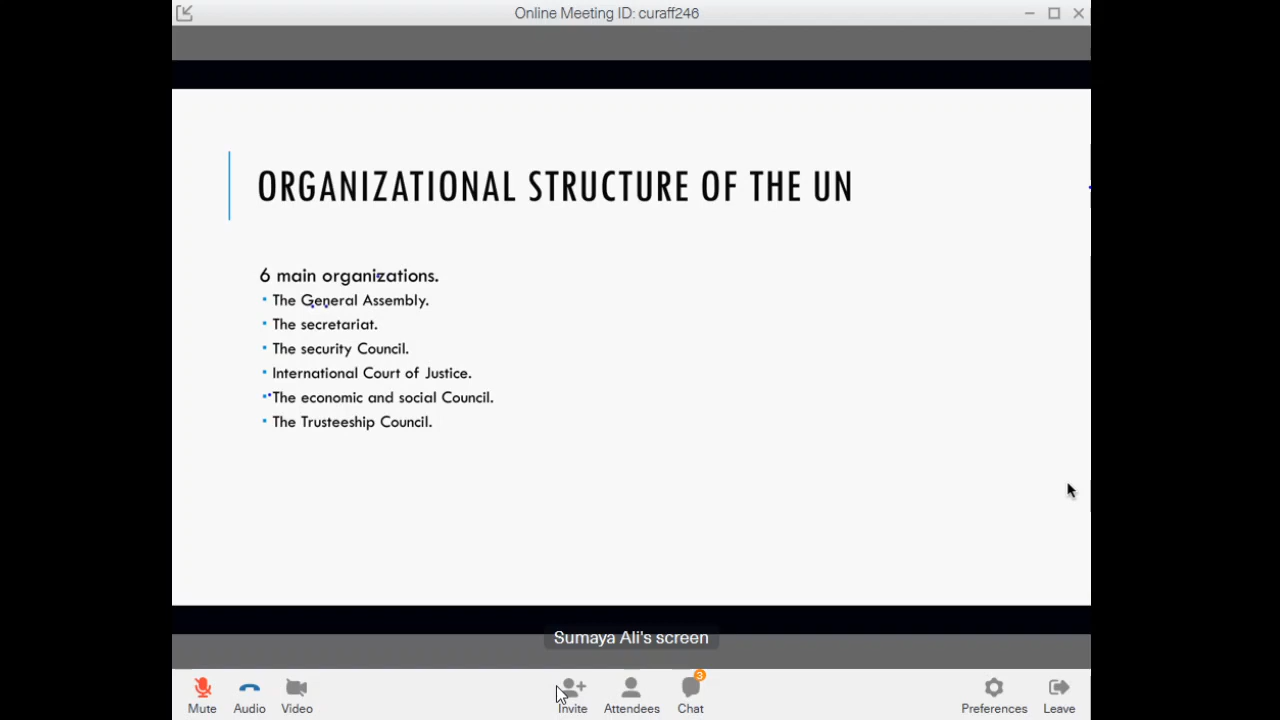 Online Meeting ID: curaff246
ORGANIZATIONAL STRUCTURE OF THE UN
6 main organizations.
The General Assembly.
The secretariat.
The security Council.
International Court of Justice.
The economic and social Council.
The Trusteeship Council.
Sumaya Ali's screen
3
Mute Audio Video Invite Attendees Chat Preferences Leave